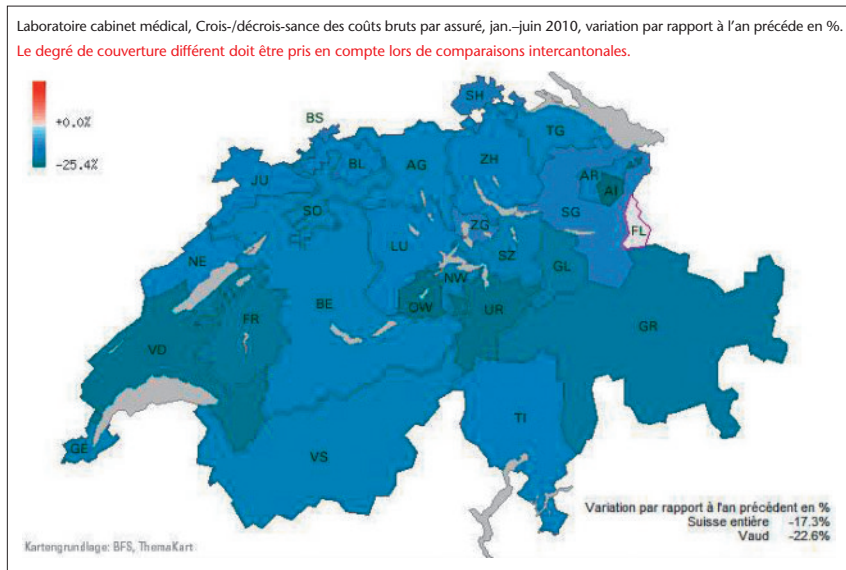 Laboratoire cabinet médical, Crois-/décrois-sance des coûts bruts par assuré, jan.–juin 2010, variation par rapport à l'an précéde en %.
Le degré de couverture différent doit être pris en compte lors de comparaisons intercantonales.
+0.0%
-25.4%
SH
BS
TG
BL
AG
ZH
JU
AR
AI
SO
SG
ZG
FL
LU
NE
SZ
GL
NW
OW
BE
FR
UR
GR
VD
TI
GE
VS
Variation par rapport à l'an précédent en %
Suisse entière -17.3%
Vaud -22.6%
Kartengrundlage: BFS, ThemaKart